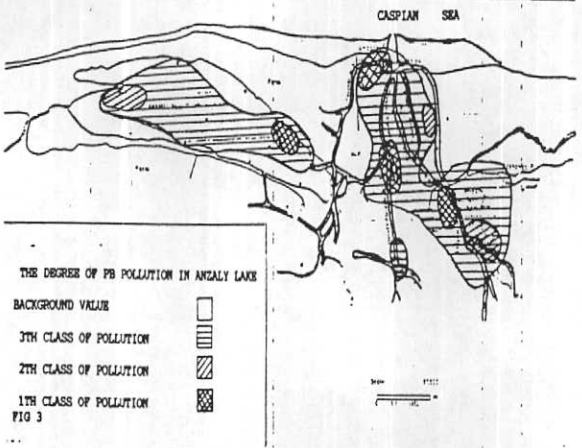 CASPIAN SEA
THE DEGREE OF PB POLLUTION IN ANZALY LAKE
BACKGROUND VALUE
3TH CLASS OF POLLUTION
2TH CLASS OF POLLUTION
1TH CLASS OF POLLUTION
FIG 3